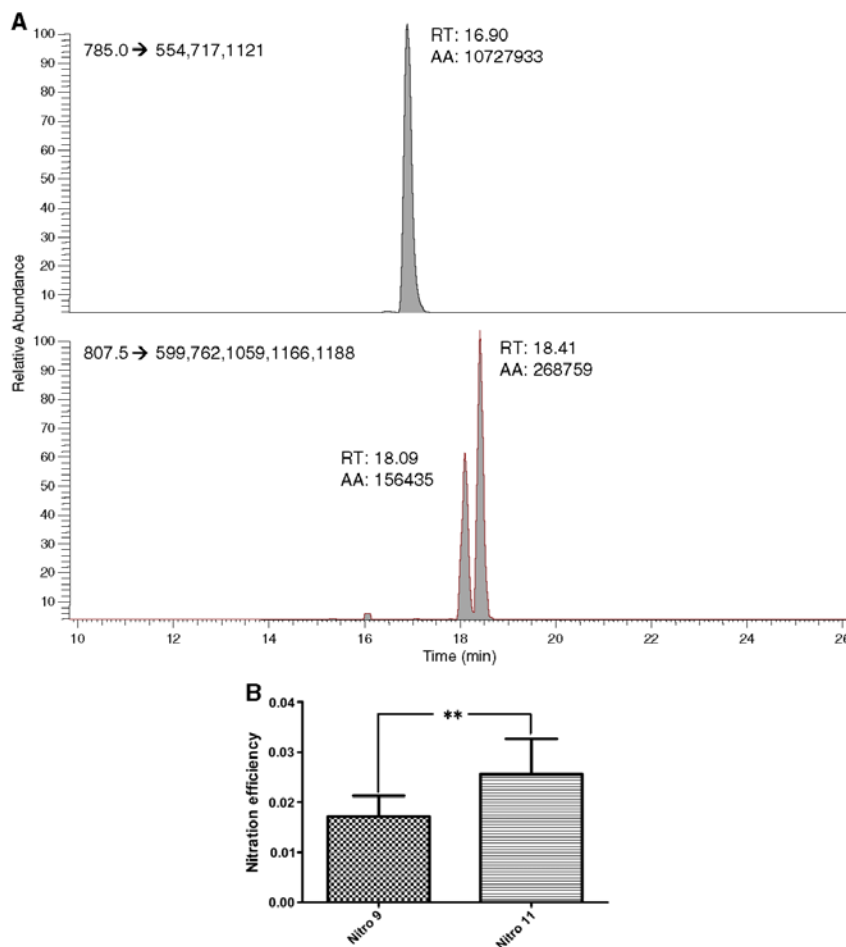 A
100
90
80
70
60
50
40
30
20
10
785.0 → 554,717,1121
RT: 16.90
AA: 10727933
Relative Abundance
100
90
80
70
60
50
40
30
20
10
807.5 → 599,762,1059,1166,1188
RT: 18.41
AA: 268759
RT: 18.09
AA: 156435
10 12 14 16 18 20 22 24 26
Time (min)
B
0.04
0.03
0.02
0.01
0.00
Nitration efficiency
**
Nitro 9
Nitro 11